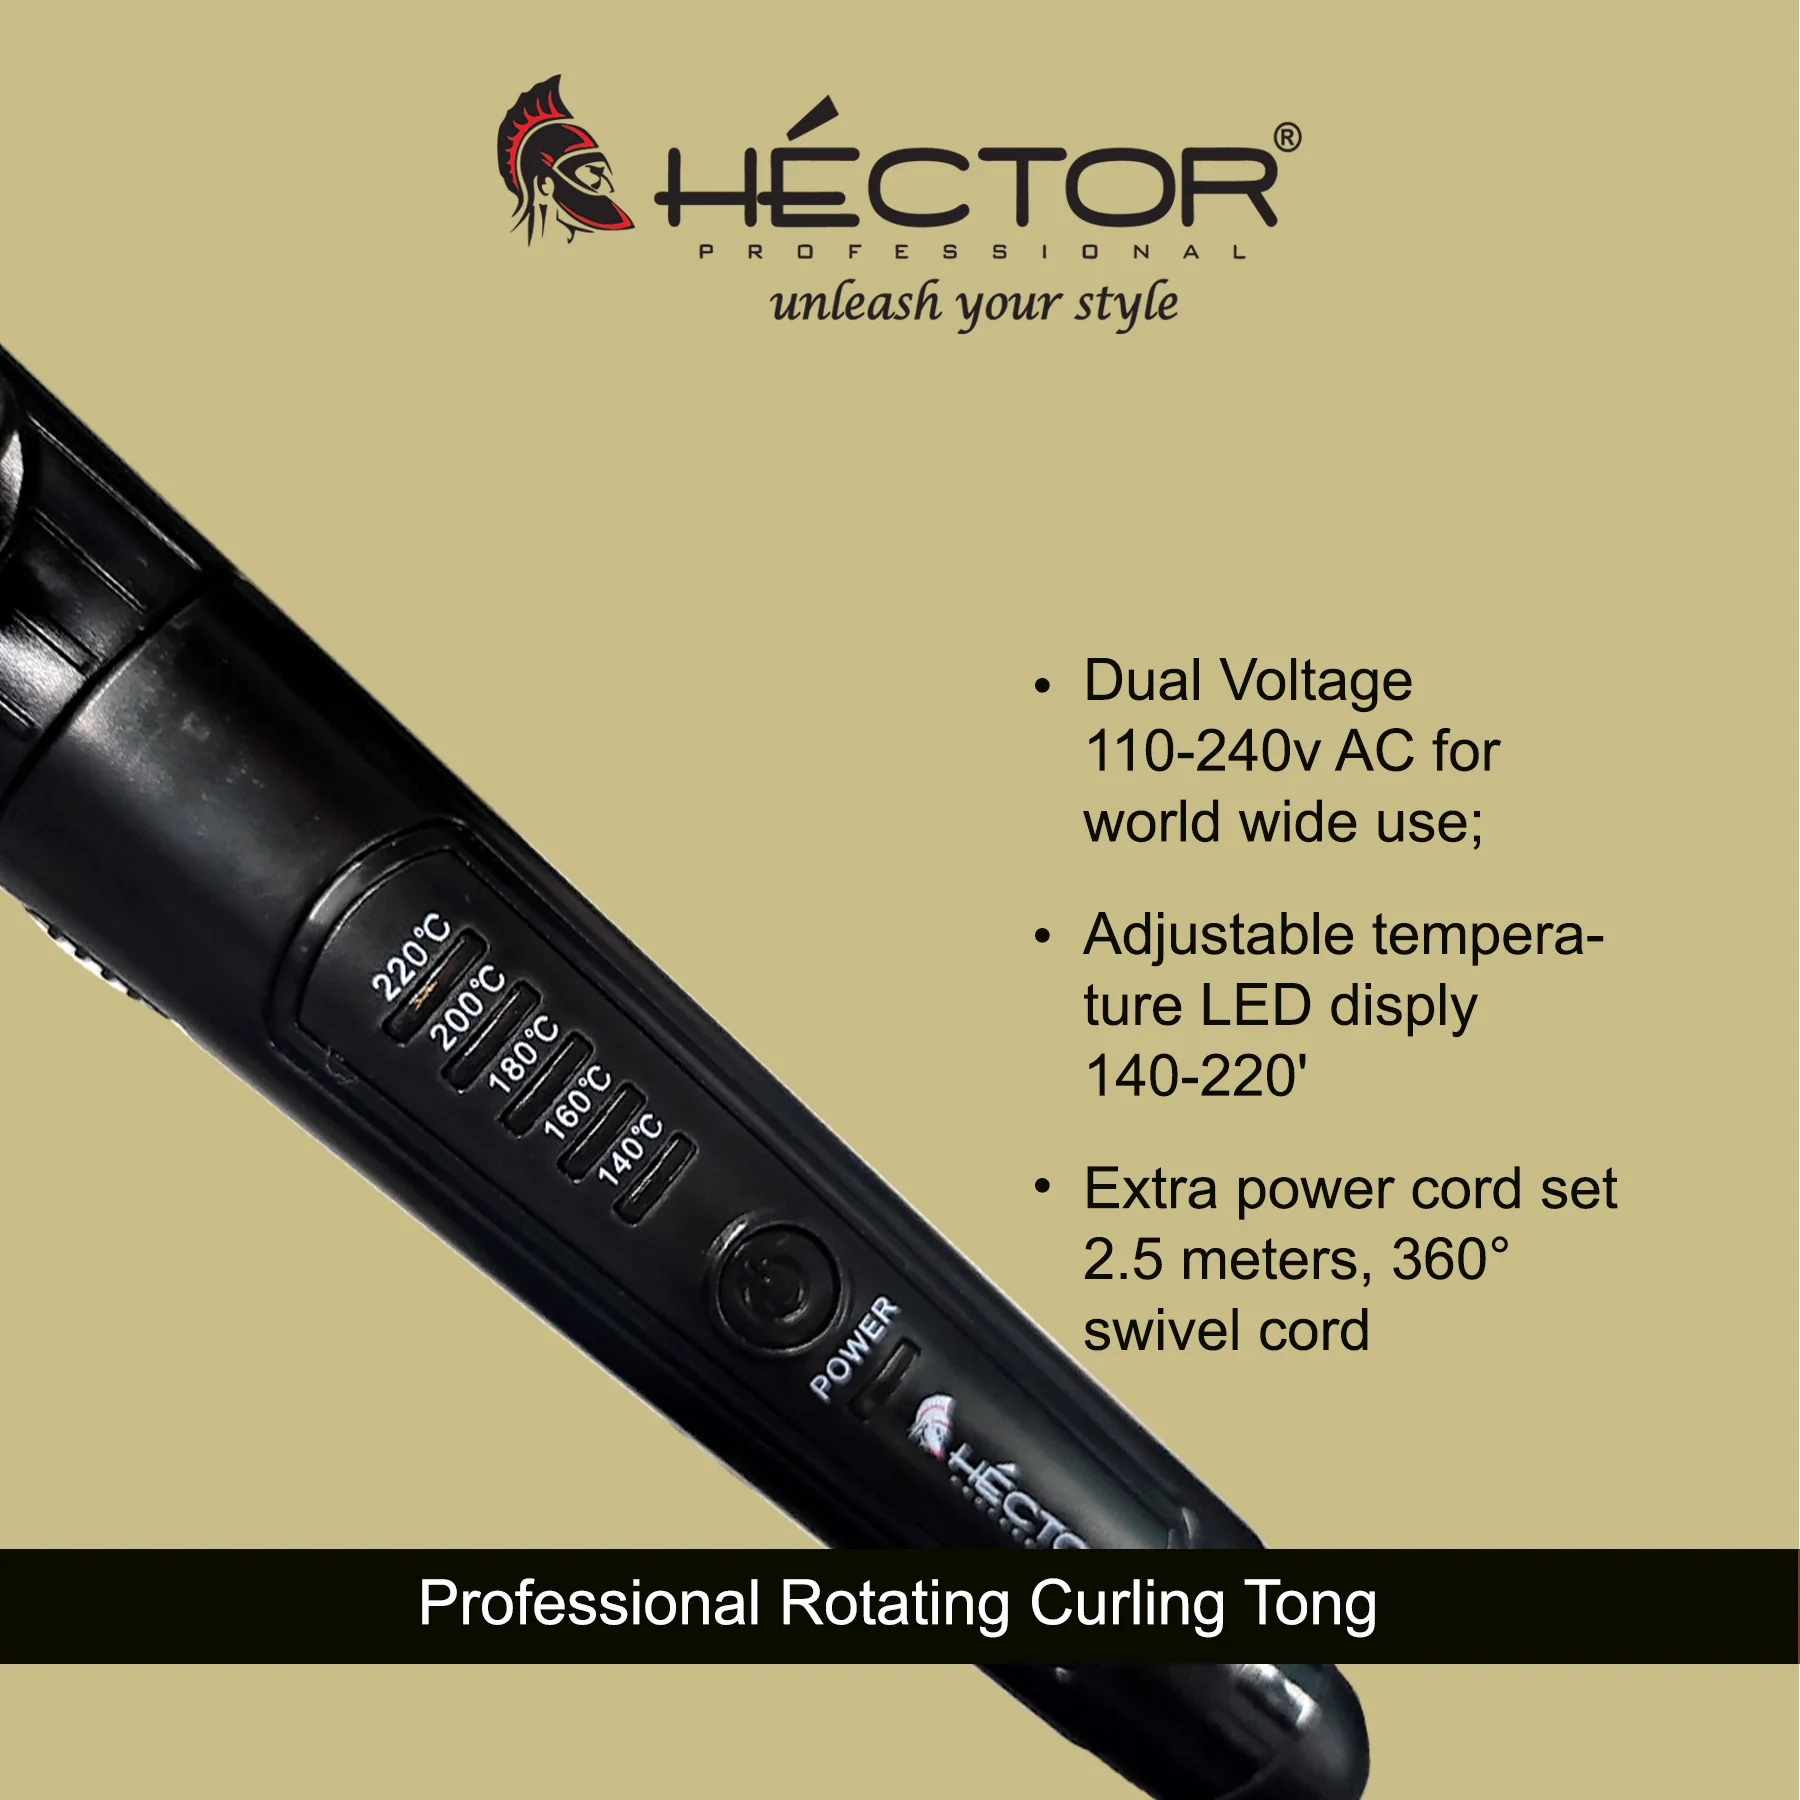 HÉCTOR®
PROFESSIONAL
unleash your style
• Dual Voltage
110-240v AC for
world wide use;
• Adjustable tempera-
ture LED disply
140-220'
• Extra power cord set
2.5 meters, 360°
swivel cord
220℃
200℃
180℃
160℃
140℃
POWER
HÉCTO
Professional Rotating Curling Tong